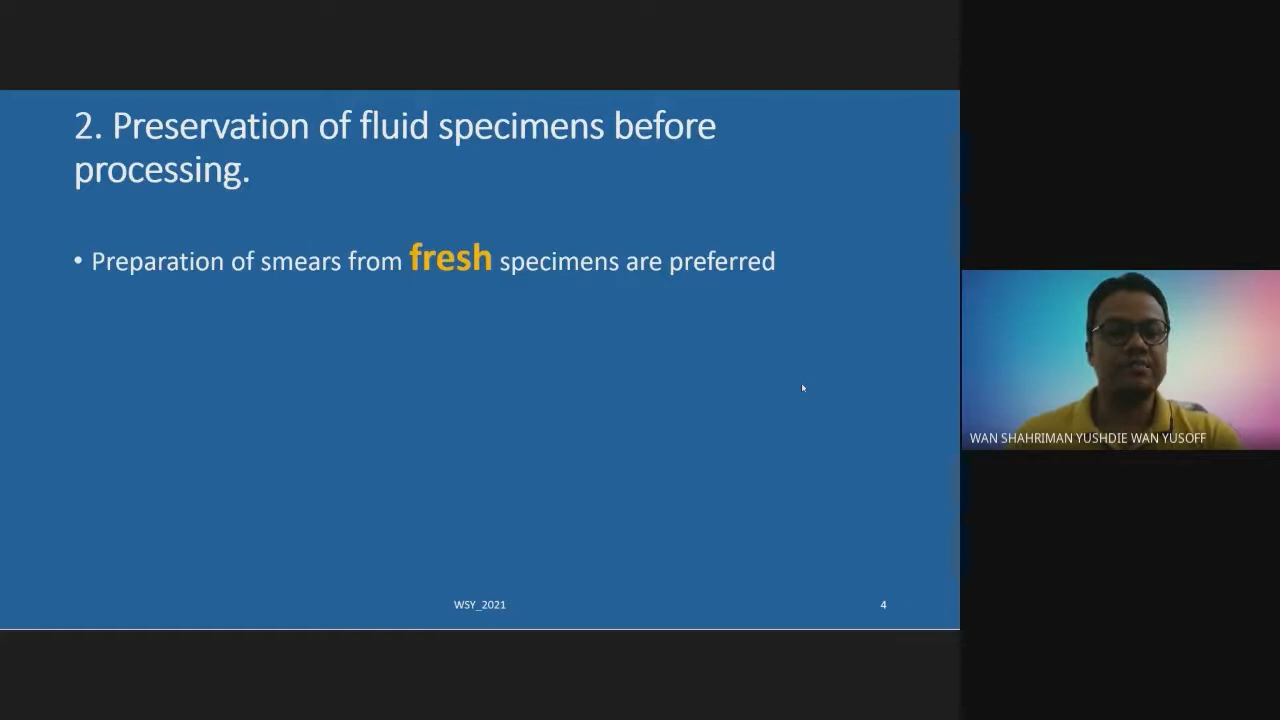 2. Preservation of fluid specimens before
processing.
• Preparation of smears from fresh specimens are preferred
WSY_2021
4
WAN SHAHRIMAN YUSHDIE WAN YUSOFF